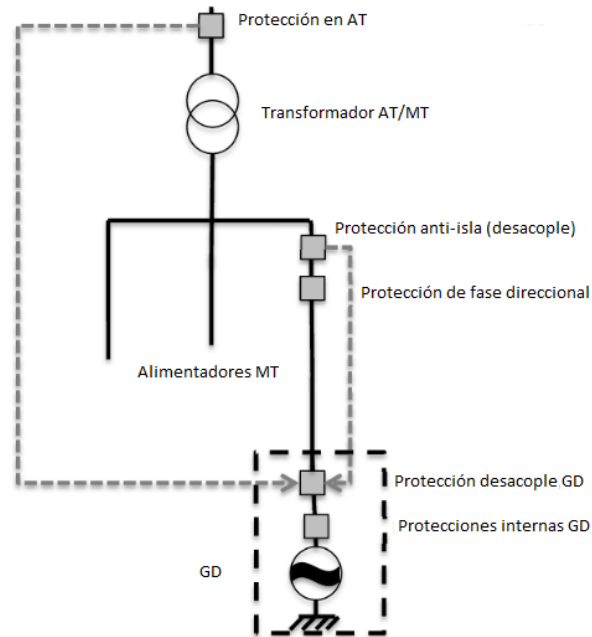 Protección en AT
Transformador AT/MT
Protección anti-isla (desacople)
Protección de fase direccional
Alimentadores MT
Protección desacople GD
Protecciones internas GD
GD